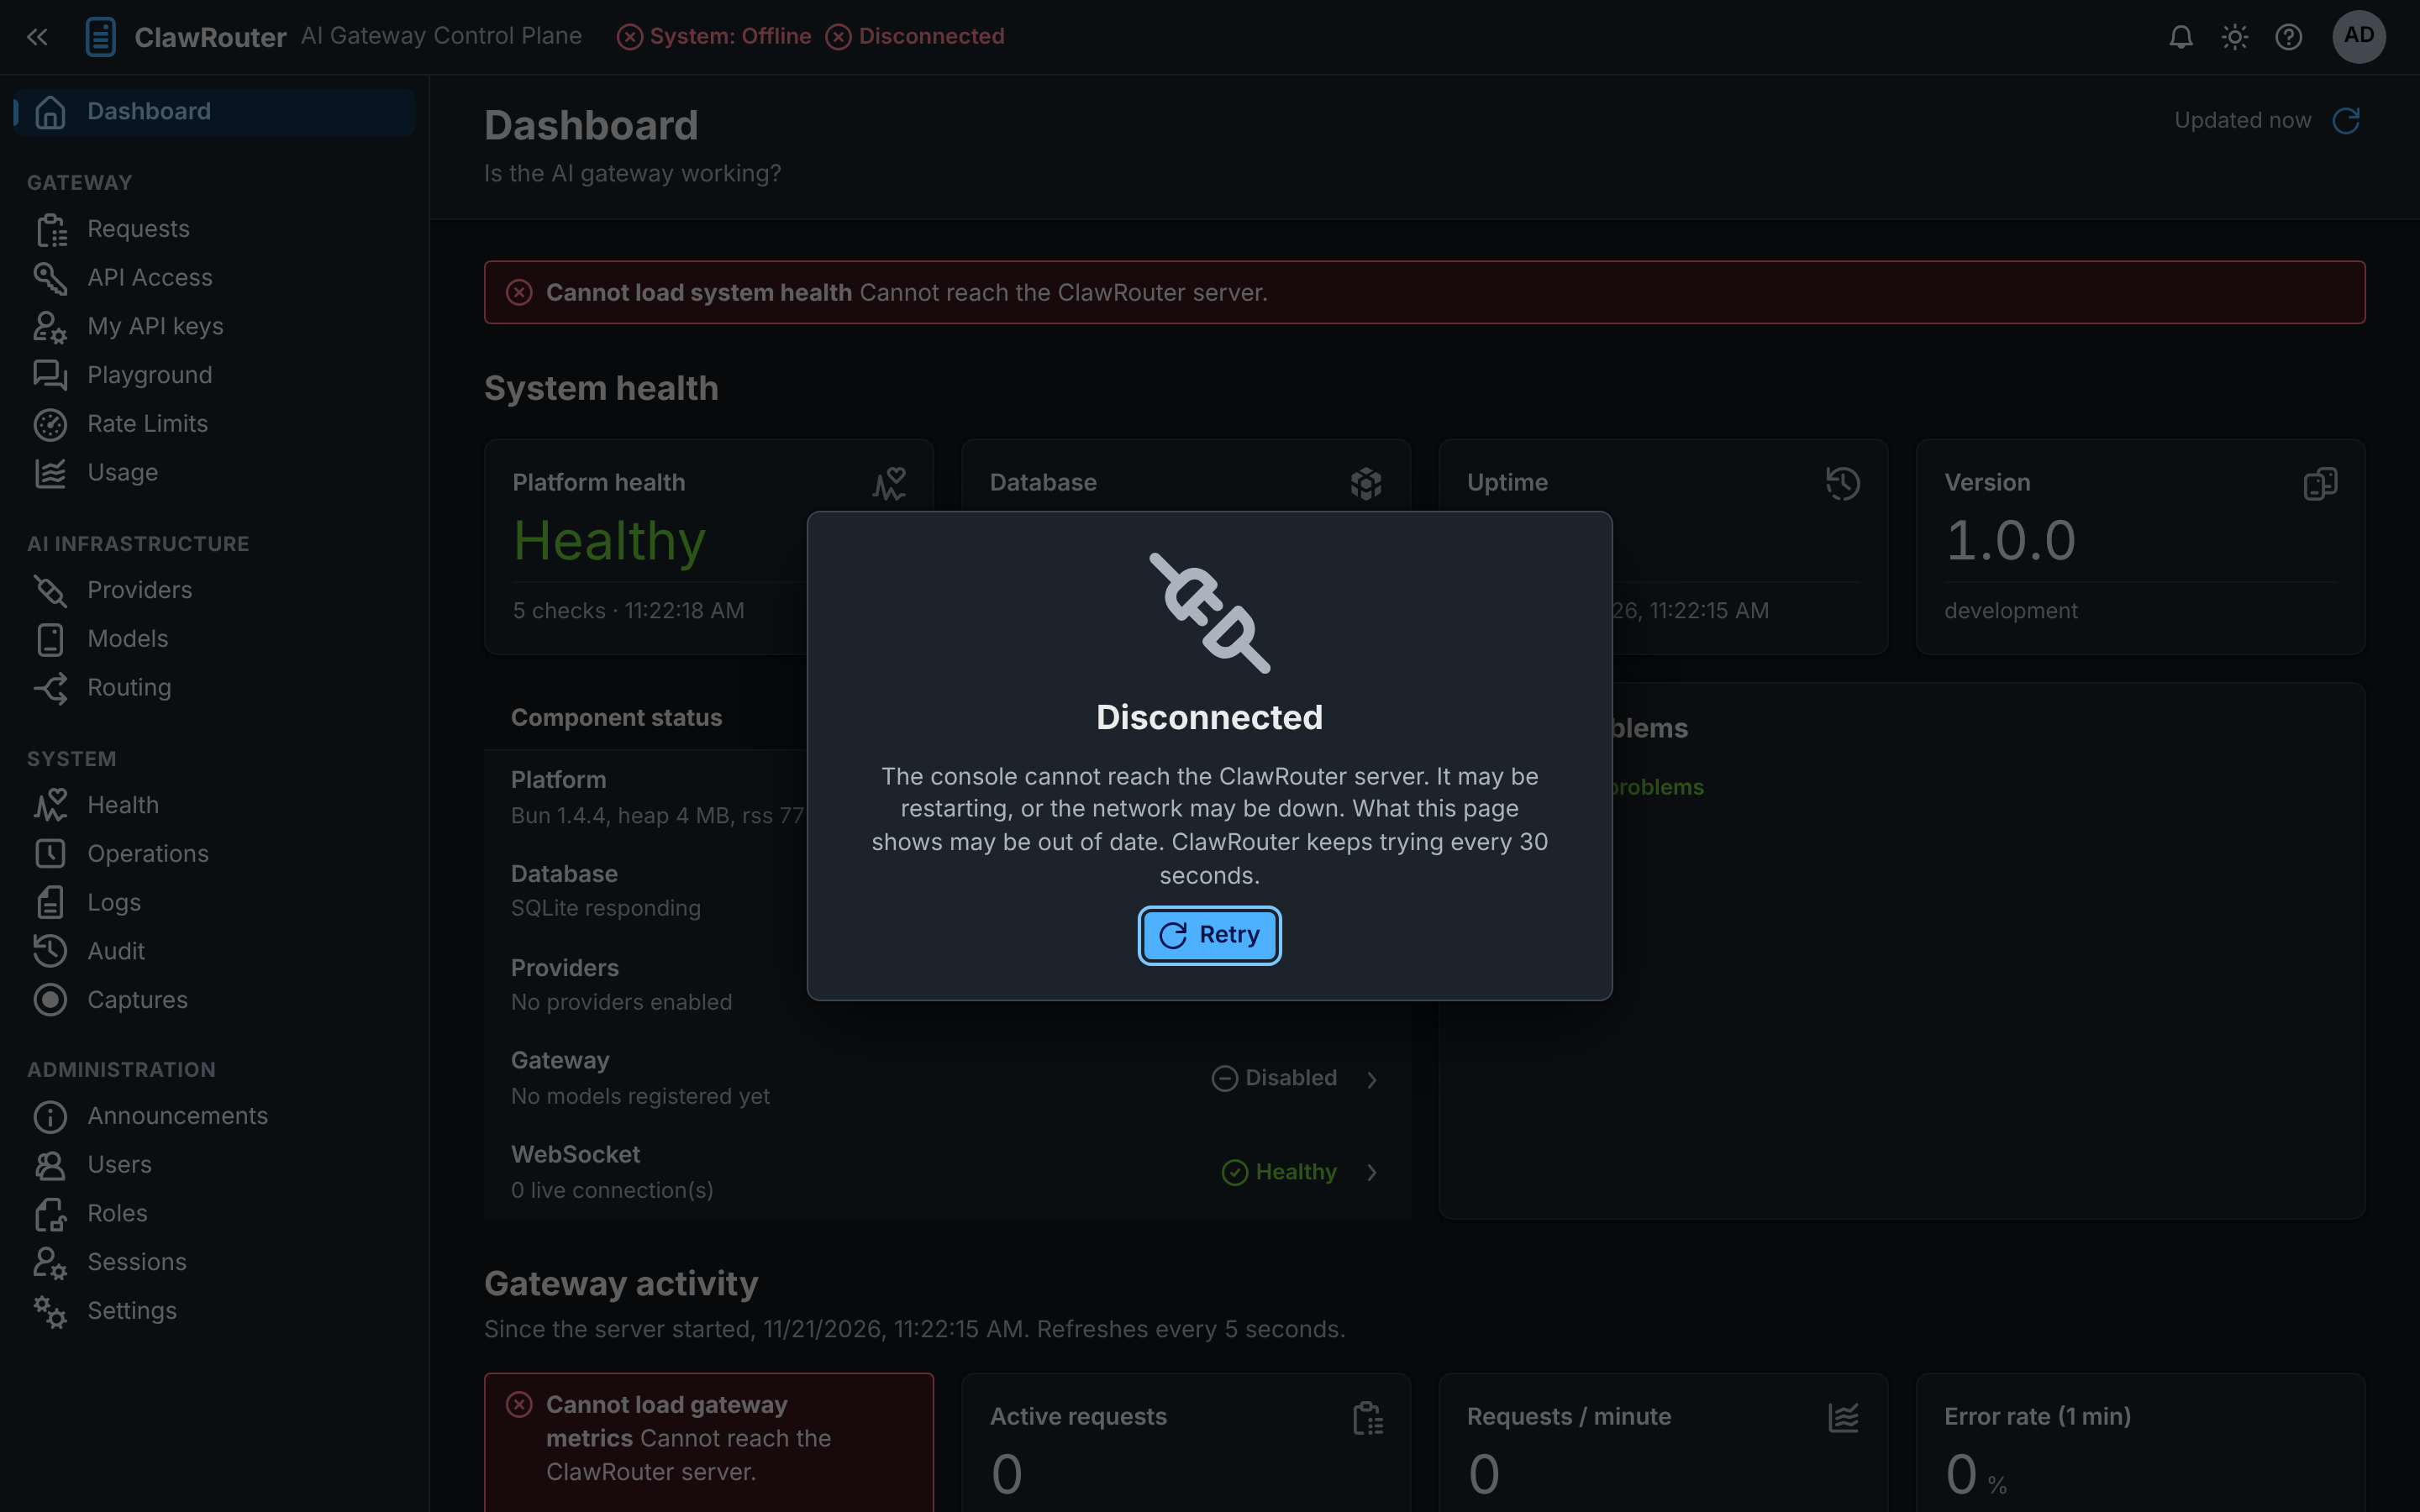 ClawRouter AI Gateway Control Plane System: Offline Disconnected AD
Dashboard
GATEWAY
Requests
API Access
My API keys
Playground
Rate Limits
Usage
AI INFRASTRUCTURE
Providers
Models
Routing
SYSTEM
Health
Operations
Logs
Audit
Captures
ADMINISTRATION
Announcements
Users
Roles
Sessions
Settings
Dashboard
Updated now
Is the AI gateway working?
Cannot load system health Cannot reach the ClawRouter server.
System health
Platform health
Healthy
5 checks · 11:22:18 AM
Database
Uptime
26, 11:22:15 AM
Version
1.0.0
development
Component status
Platform
Bun 1.4.4, heap 4 MB, rss 77
Database
SQLite responding
Providers
No providers enabled
Gateway
No models registered yet
Disabled
WebSocket
0 live connection(s)
Healthy
blems
problems
Disconnected
The console cannot reach the ClawRouter server. It may be
restarting, or the network may be down. What this page
shows may be out of date. ClawRouter keeps trying every 30
seconds.
Retry
Gateway activity
Since the server started, 11/21/2026, 11:22:15 AM. Refreshes every 5 seconds.
Cannot load gateway
metrics Cannot reach the
ClawRouter server.
Active requests
0
Requests / minute
0
Error rate (1 min)
0 %